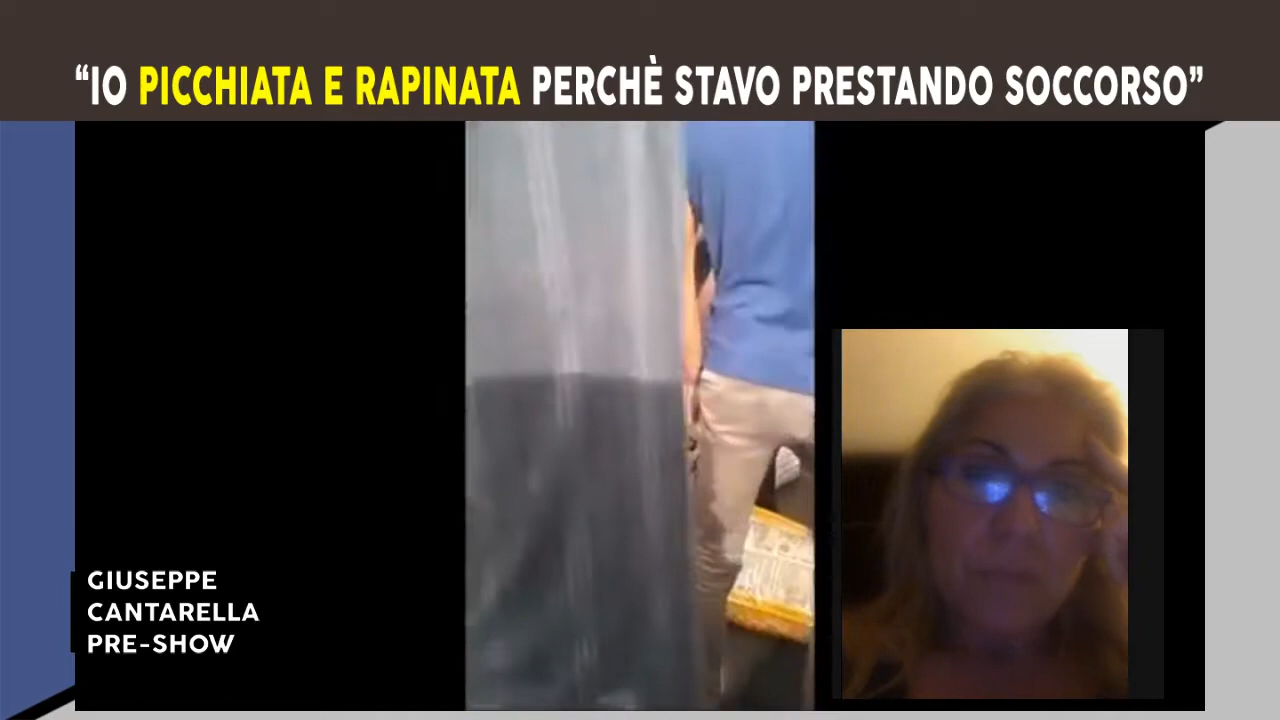 “IO PICCHIATA E RAPINATA PERCHÈ STAVO PRESTANDO SOCCORSO”
GIUSEPPE
CANTARELLA
PRE-SHOW